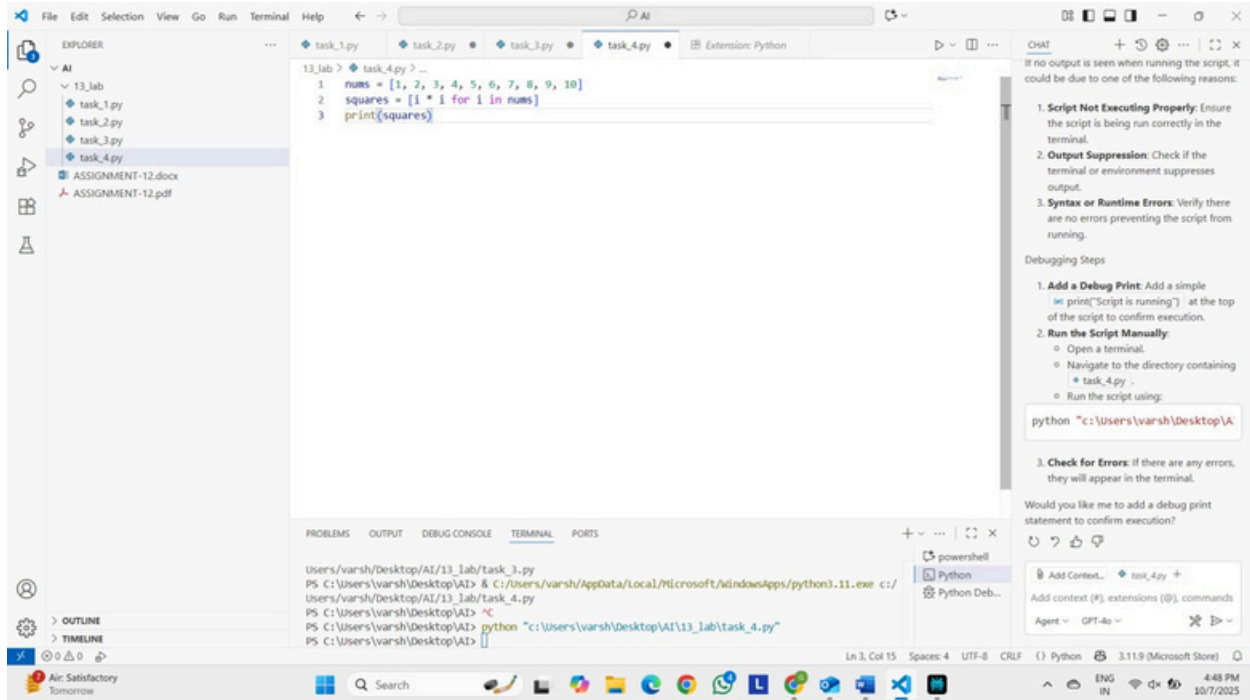 File Edit Selection View Go Run Terminal Help
AI
EXPLORER
AI
13_lab
task_1.py
task_2.py
task_3.py
task_4.py
ASSIGNMENT-12.docx
ASSIGNMENT-12.pdf
OUTLINE
TIMELINE
task_1.py task_2.py task_3.py task_4.py Extension: Python
13_lab > task_4.py > ...
1 nums = [1, 2, 3, 4, 5, 6, 7, 8, 9, 10]
2 squares = [i * i for i in nums]
3 print(squares)
PROBLEMS OUTPUT DEBUG CONSOLE TERMINAL PORTS
Users/varsh/Desktop/AI/13_lab/task_3.py
PS C:\Users\varsh\Desktop\AI> & C:/Users/varsh/AppData/Local/Microsoft/WindowsApps/python3.11.exe c:/
Users/varsh/Desktop/AI/13_lab/task_4.py
PS C:\Users\varsh\Desktop\AI> ^C
PS C:\Users\varsh\Desktop\AI> python "c:\Users\varsh\Desktop\AI\13_lab\task_4.py"
PS C:\Users\varsh\Desktop\AI>
powershell
Python
Python Deb...
CHAT
If no output is seen when running the script, it
could be due to one of the following reasons:
1. Script Not Executing Properly: Ensure
the script is being run correctly in the
terminal.
2. Output Suppression: Check if the
terminal or environment suppresses
output.
3. Syntax or Runtime Errors: Verify there
are no errors preventing the script from
running.
Debugging Steps
1. Add a Debug Print: Add a simple
print("Script is running") at the top
of the script to confirm execution.
2. Run the Script Manually:
Open a terminal.
Navigate to the directory containing
task_4.py .
Run the script using:
python "c:\Users\varsh\Desktop\A
3. Check for Errors: If there are any errors,
they will appear in the terminal.
Would you like me to add a debug print
statement to confirm execution?
Add Context... task_4.py +
Add context (#), extensions (@), commands
Agent GPT-4o
0 0 Ln 3, Col 15 Spaces: 4 UTF-8 CRLF {} Python 3.11.9 (Microsoft Store)
Air: Satisfactory
Tomorrow
Search
ENG
IN
4:48 PM
10/7/2025